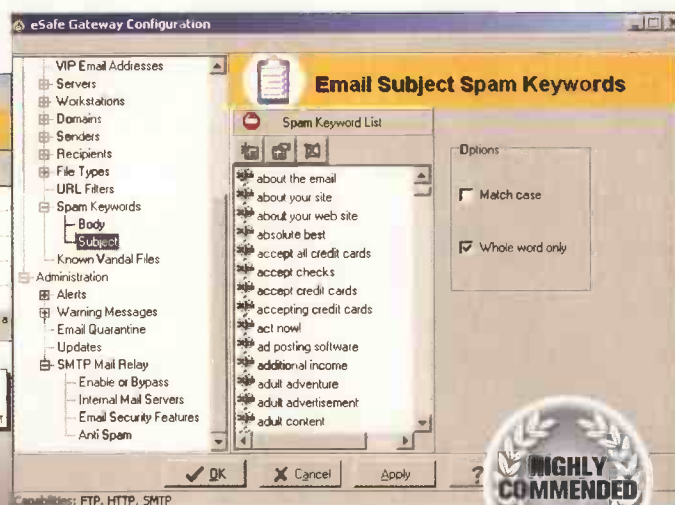 eSafe Gateway Configuration
VIP Email Addresses
Servers
Workstations
Domains
Senders
Recipients
File Types
URL Filters
Spam Keywords
Body
Subject
Known Vandal Files
Administration
Alerts
Warning Messages
Email Quarantine
Updates
SMTP Mail Relay
Enable or Bypass
Internal Mail Servers
Email Security Features
Anti Spam
Email Subject Spam Keywords
Spam Keyword List
about the email
about your site
about your web site
absolute best
accept all credit cards
accept checks
accept credit cards
accepting credit cards
act now!
ad posting software
additional income
adult adventure
adult advertisement
adult content
Options
Match case
Whole word only
OK
Cancel
Apply
?
Capabilities: FTP, HTTP, SMTP
HIGHLY
COMMENDED